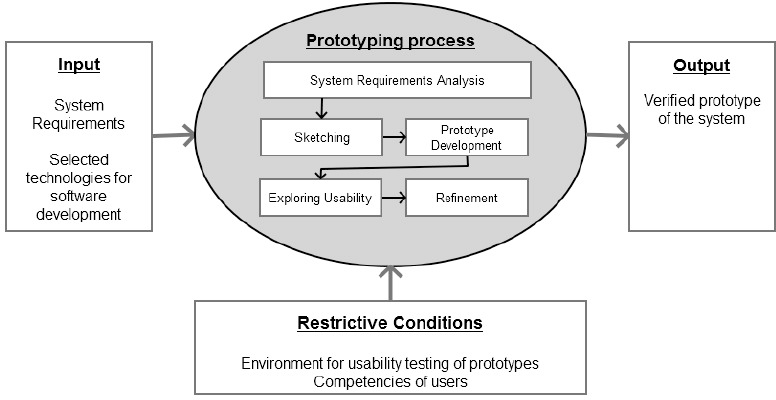 Input
System
Requirements
Selected
technologies for
software
development
Prototyping process
System Requirements Analysis
Sketching
Prototype
Development
Exploring Usability
Refinement
Output
Verified prototype
of the system
Restrictive Conditions
Environment for usability testing of prototypes
Competencies of users